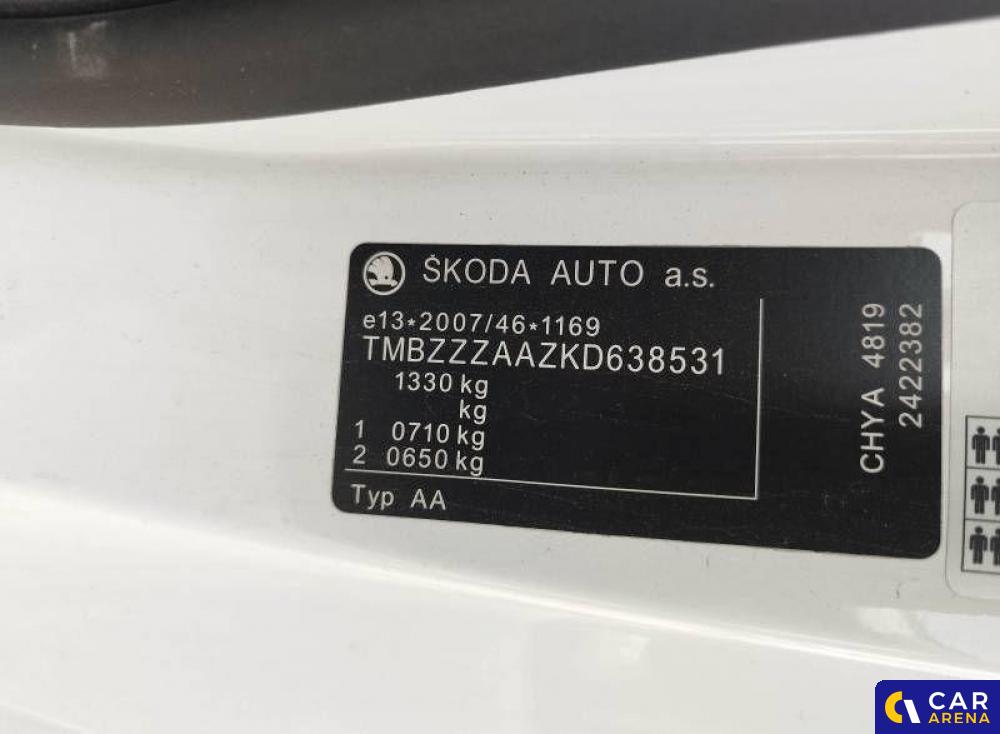 ŠKODA AUTO a.s.
e13*2007/46*1169
TMBZZZAAZKD638531
1330 kg
kg
1 0710 kg
2 0650 kg
Typ AA
CHYA 4819
2422382
CAR
ARENA